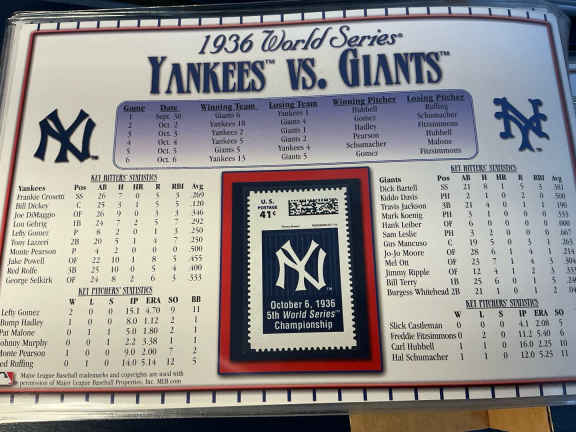 1936 World Series
YANKEES™ VS. GIANTS™
Game Date Winning Team Losing Team Winning Pitcher Losing Pitcher
1 Sept. 30 Giants 6 Yankees 1 Hubbell Ruffing
2 Oct. 2 Yankees 18 Giants 4 Gomez Schumacher
3 Oct. 3 Yankees 2 Giants 1 Hadley Fitzsimmons
4 Oct. 4 Yankees 5 Giants 2 Pearson Hubbell
5 Oct. 5 Giants 5 Yankees 4 Schumacher Malone
6 Oct. 6 Yankees 13 Giants 5 Gomez Fitzsimmons
KEY HITTERS' STATISTICS
Yankees Pos AB H HR R RBI Avg
Frankie Crosetti SS 26 7 0 5 3 .269
Bill Dickey C 25 3 1 5 5 .120
Joe DiMaggio OF 26 9 0 3 3 .346
Lou Gehrig 1B 24 7 2 5 7 .292
Lefty Gomez P 8 2 0 1 3 .250
Tony Lazzeri 2B 20 5 1 4 7 .250
Monte Pearson P 4 2 0 0 0 .500
Jake Powell OF 22 10 1 8 5 .455
Red Rolfe 3B 25 10 0 5 4 .400
George Selkirk OF 24 8 2 6 3 .333
KEY PITCHERS' STATISTICS
W L S IP ERA SO BB
Lefty Gomez 2 0 0 15.1 4.70 9 11
Bump Hadley 1 0 0 8.0 1.12 2 1
Pat Malone 0 1 1 5.0 1.80 2 1
Johnny Murphy 0 0 1 2.2 3.38 1 1
Monte Pearson 1 0 0 9.0 2.00 7 2
Red Ruffing 0 1 0 14.0 5.14 12 5
Major League Baseball trademarks and copyrights are used with
permission of Major League Baseball Properties, Inc. MLB.com
U.S.
POSTAGE
41¢
NY
October 6, 1936
5th World Series™
Championship
KEY HITTERS' STATISTICS
Giants Pos AB H HR R RBI Avg
Dick Bartell SS 21 8 1 5 3 .381
Kiddo Davis PH 2 1 0 2 0 .500
Travis Jackson 3B 21 4 0 1 1 .190
Mark Koenig PH 3 1 0 0 0 .333
Hank Leiber OF 6 0 0 0 0 .000
Sam Leslie PH 3 2 0 0 0 .667
Gus Mancuso C 19 5 0 3 1 .263
Jo-Jo Moore OF 28 6 1 4 1 .214
Mel Ott OF 23 7 1 4
Jimmy Ripple OF 12 4 1 2 3 .333
Bill Terry 1B 25 6 0 1 5 .240
Burgess Whitehead 2B 21 1 0 1 2
KEY PITCHERS' STATISTICS
W L S IP ERA SO
Slick Castleman 0 0 0 4.1 2.08 5
Freddie Fitzsimmons 0 2 0 11.2 5.40 6
Carl Hubbell 1 1 0 16.0 2.25 10
Hal Schumacher 1 1 0 12.0 5.25 11